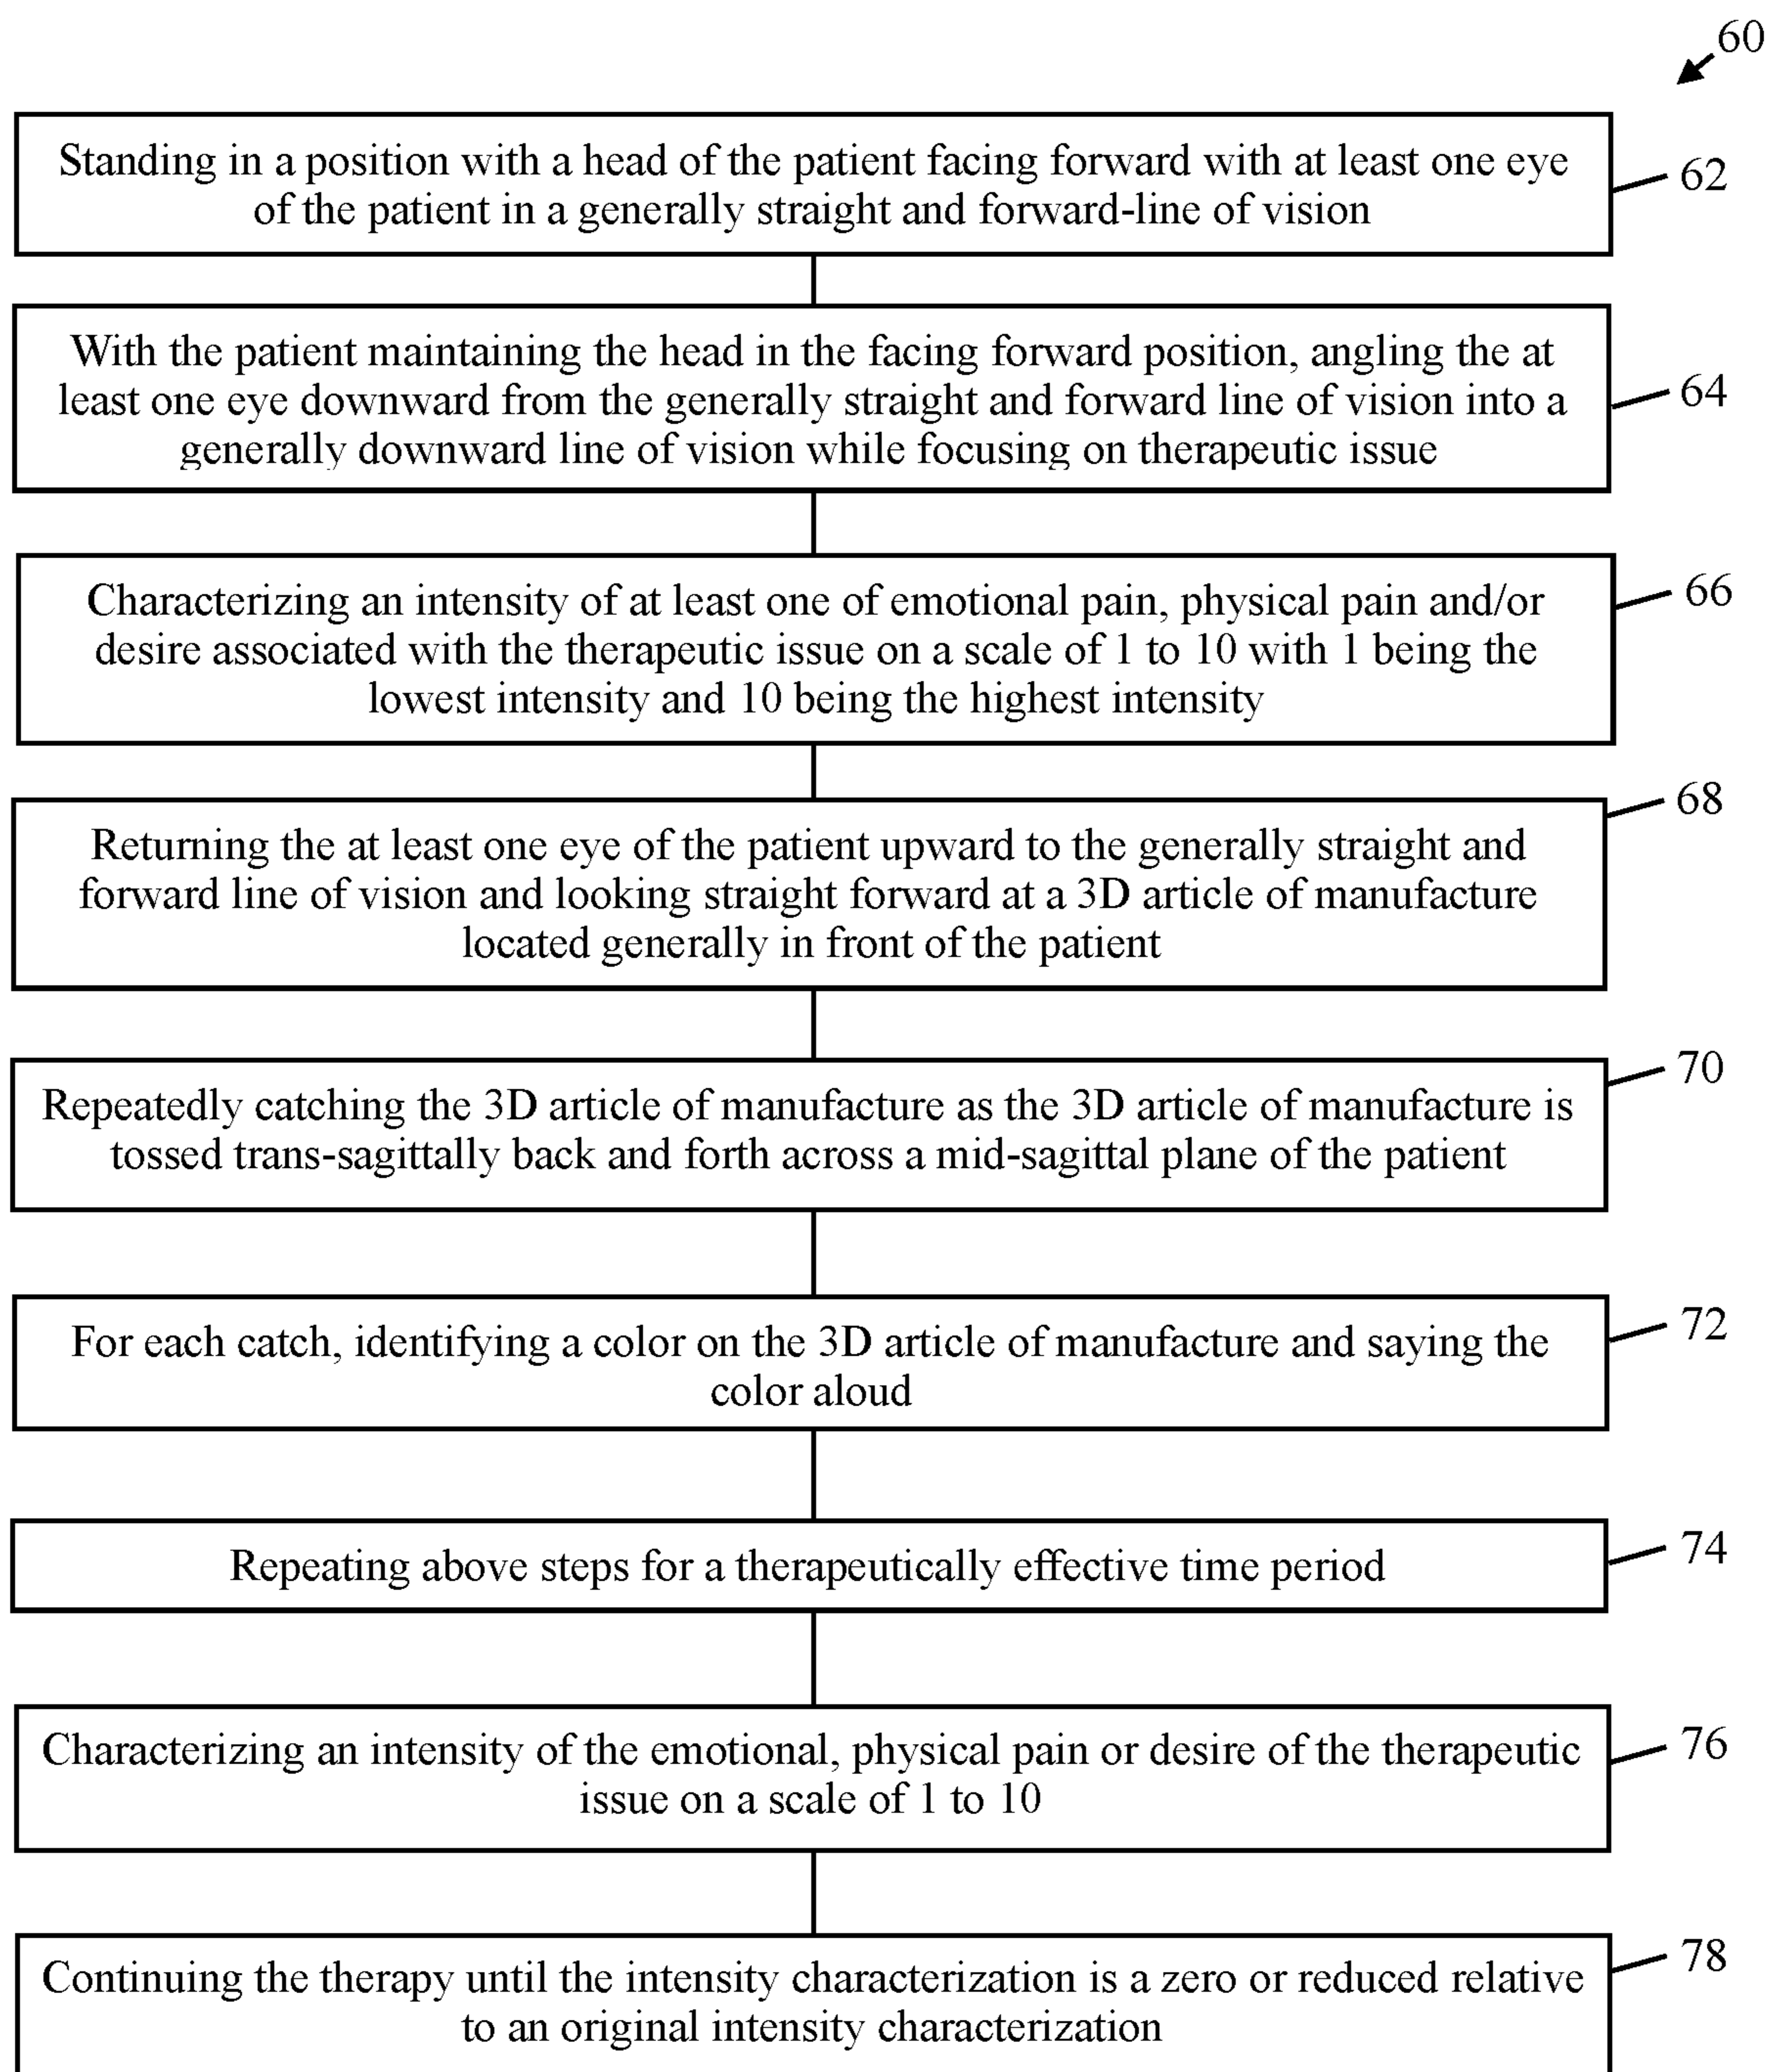 60
Standing in a position with a head of the patient facing forward with at least one eye
of the patient in a generally straight and forward-line of vision
62
With the patient maintaining the head in the facing forward position, angling the at
least one eye downward from the generally straight and forward line of vision into a
generally downward line of vision while focusing on therapeutic issue
64
Characterizing an intensity of at least one of emotional pain, physical pain and/or
desire associated with the therapeutic issue on a scale of 1 to 10 with 1 being the
lowest intensity and 10 being the highest intensity
66
Returning the at least one eye of the patient upward to the generally straight and
forward line of vision and looking straight forward at a 3D article of manufacture
located generally in front of the patient
68
Repeatedly catching the 3D article of manufacture as the 3D article of manufacture is
tossed trans-sagittally back and forth across a mid-sagittal plane of the patient
70
For each catch, identifying a color on the 3D article of manufacture and saying the
color aloud
72
Repeating above steps for a therapeutically effective time period
74
Characterizing an intensity of the emotional, physical pain or desire of the therapeutic
issue on a scale of 1 to 10
76
Continuing the therapy until the intensity characterization is a zero or reduced relative
to an original intensity characterization
78